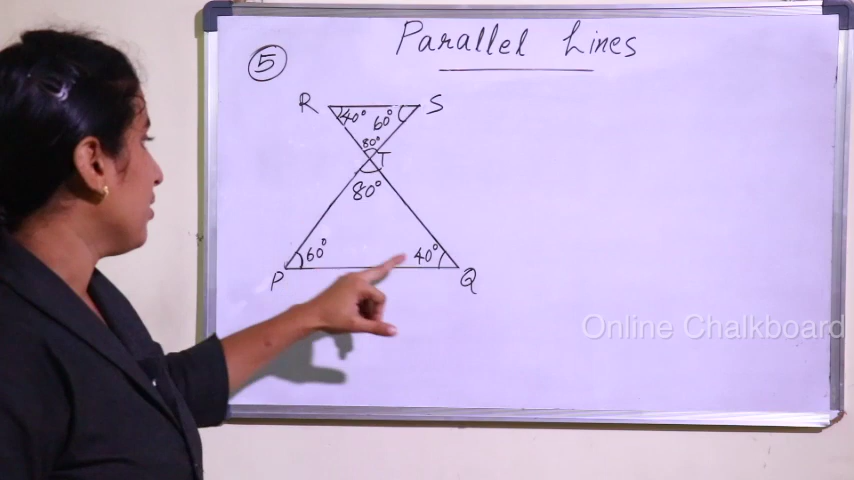 Parallel Lines
5
R 40° 60° S
80°
T
80°
60° 40°
P Q
Online Chalkboard